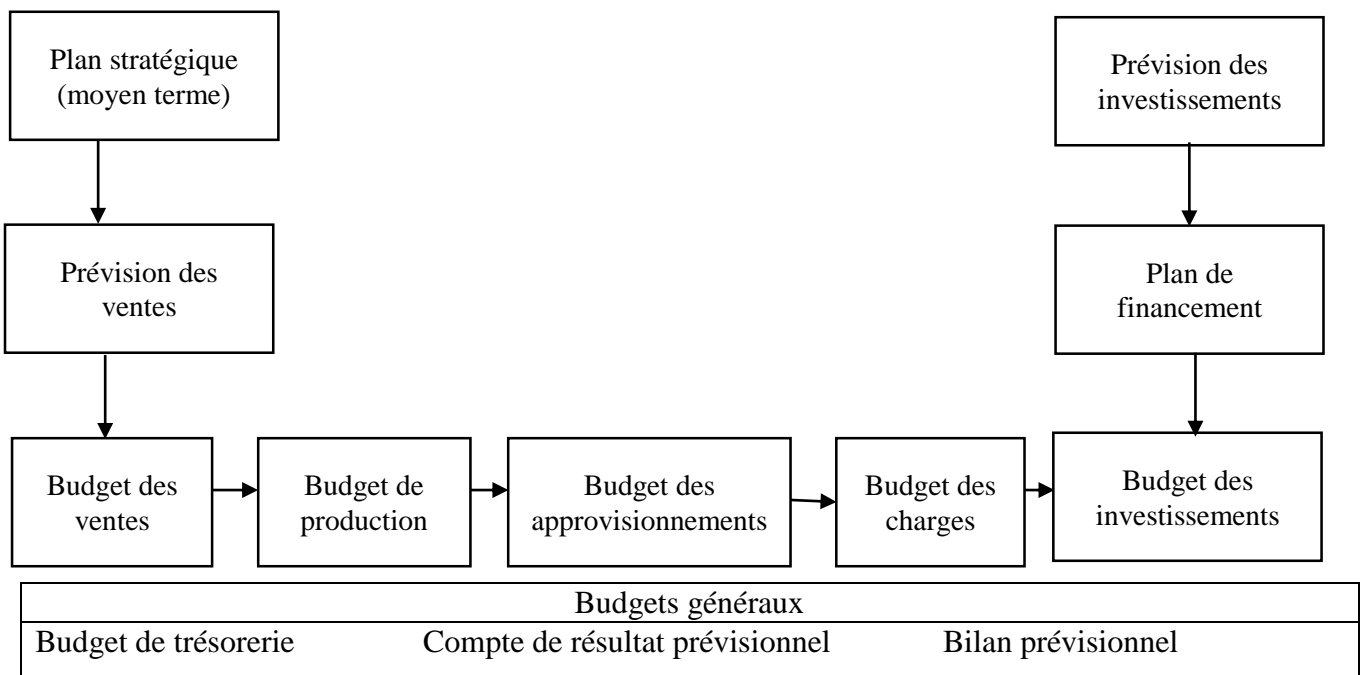 Plan stratégique
(moyen terme)
Prévision des
investissements
Prévision des
ventes
Plan de
financement
Budget des
ventes
Budget de
production
Budget des
approvisionnements
Budget des
charges
Budget des
investissements
Budgets généraux
Budget de trésorerie Compte de résultat prévisionnel Bilan prévisionnel